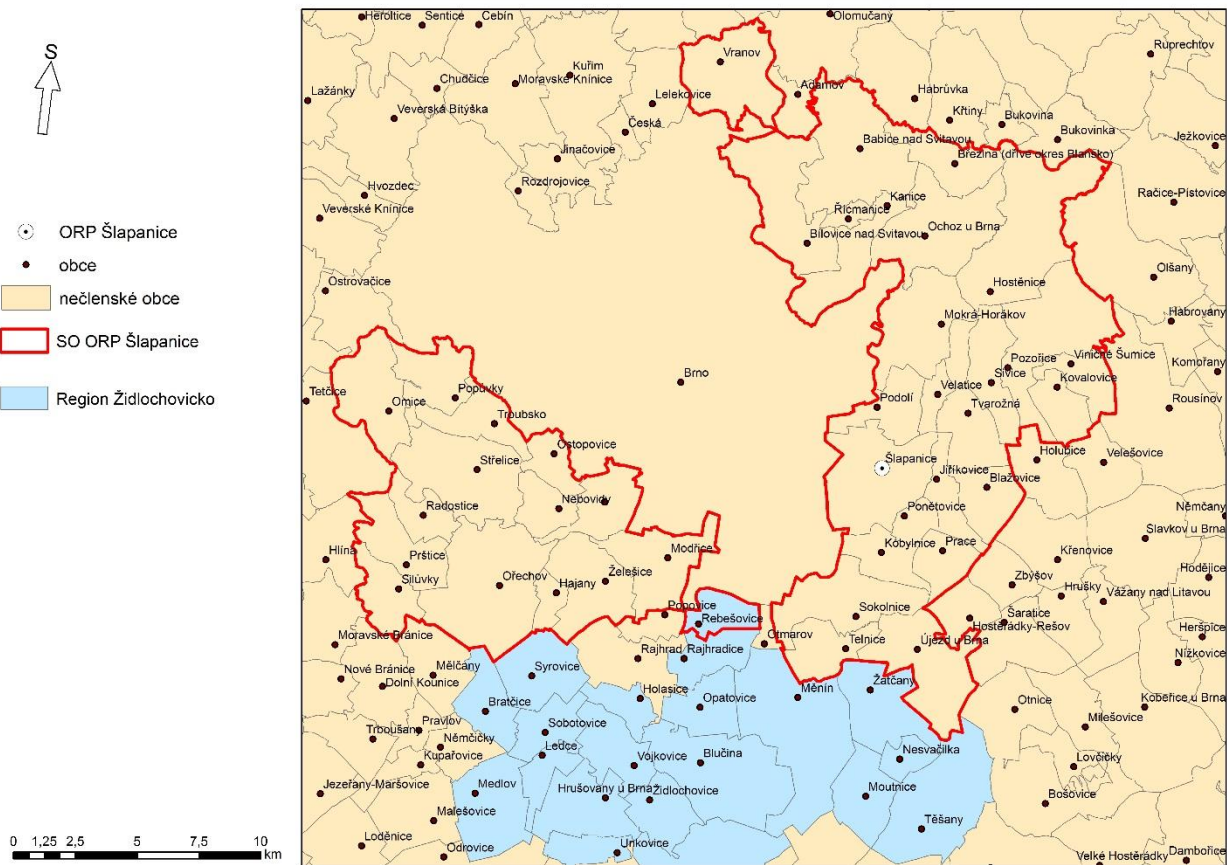 S
ORP Šlapanice
obce
nečlenské obce
SO ORP Šlapanice
Region Židlochovicko
0 1,25 2,5 5 7,5 10
km
Heroltice
Sentice
Cebín
Olomučany
Vranov
Ruprechtov
Kuřim
Chudčice
Moravské Knínice
Lažánky
Adamov
Habrůvka
Lelekovice
Veverská Bítýška
Křtiny
Bukovina
Česká
Bukovinka
Ježkovice
Babice nad Svitavou
Jinačovice
Březina (dříve okres Blansko)
Rozdrojovice
Hvozdec
Račice-Pístovice
Kanice
Veverské Knínice
Řícmanice
Ochoz u Brna
Bílovice nad Svitavou
Olšany
Ostrovačice
Hostěnice
Habrovany
Mokrá-Horákov
Pozořice
Viničné Šumice
Komořany
Brno
Sivice
Kovalovice
Tetčice
Popůvky
Velatice
Omice
Podolí
Tvarožná
Rousínov
Troubsko
Ostopovice
Šlapanice
Holubice
Velešovice
Střelice
Jiříkovice
Blažovice
Nebovidy
Radostice
Ponětovice
Němčany
Slavkov u Brna
Modřice
Kobylnice
Prace
Hlína
Prštice
Křenovice
Silůvky
Ořechov
Hajany
Želešice
Zbýšov
Hrušky
Vážany nad Litavou
Hodějice
Popovice
Rebešovice
Sokolnice
Šaratice
Hostěrádky-Rešov
Otmarov
Telnice
Újezd u Brna
Heršpice
Moravské Bránice
Rajhrad
Rajhradice
Nížkovice
Nové Bránice
Mělčany
Syrovice
Dolní Kounice
Holasice
Měnín
Žatčany
Opatovice
Otnice
Kobeřice u Brna
Bratčice
Milešovice
Pravlov
Sobotovice
Trboušany
Němčičky
Ledce
Nesvačilka
Kupařovice
Vojkovice
Blučina
Lovčičky
Jezeřany-Maršovice
Medlov
Hrušovany u Brna
Židlochovice
Moutnice
Bošovice
Malešovice
Těšany
Loděnice
Odrovice
Unkovice
Velké Hostěrádky
Dambořice